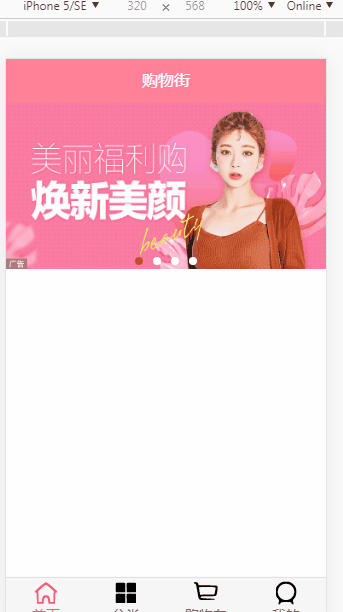 iPhone 5/SE ▼ 320 × 568 100% ▼ Online ▼
购物街
美丽福利购
焕新美颜
beauty
广告
首页 分类 购物车 我的